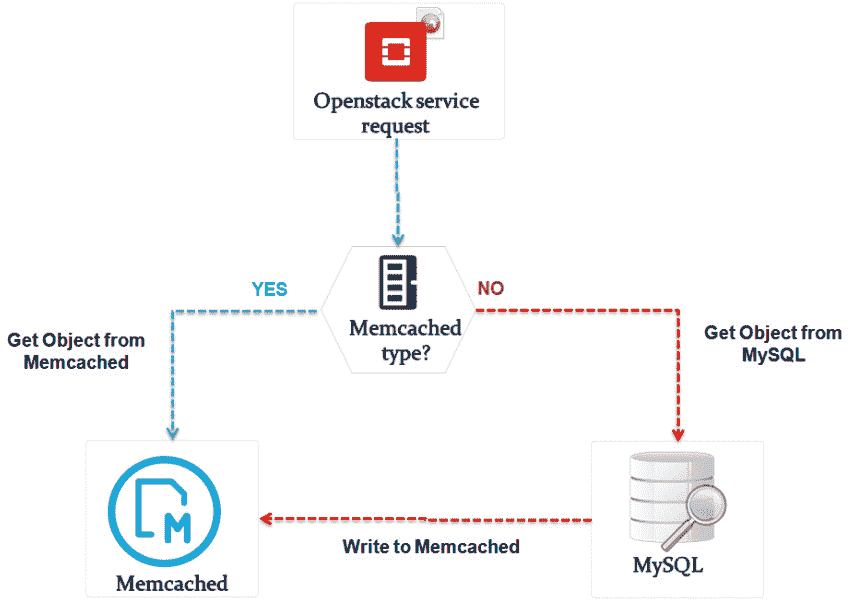 Openstack service
request
YES
NO
Memcached
type?
Get Object from
Memcached
Get Object from
MySQL
M
Write to Memcached
Memcached
MySQL